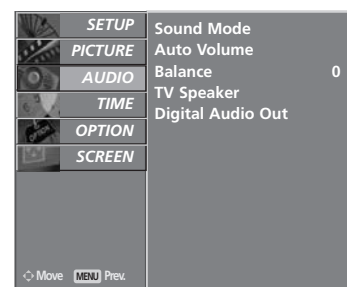 SETUP
PICTURE
AUDIO
TIME
OPTION
SCREEN
Sound Mode
Auto Volume
Balance 0
TV Speaker
Digital Audio Out
Move MENU Prev.